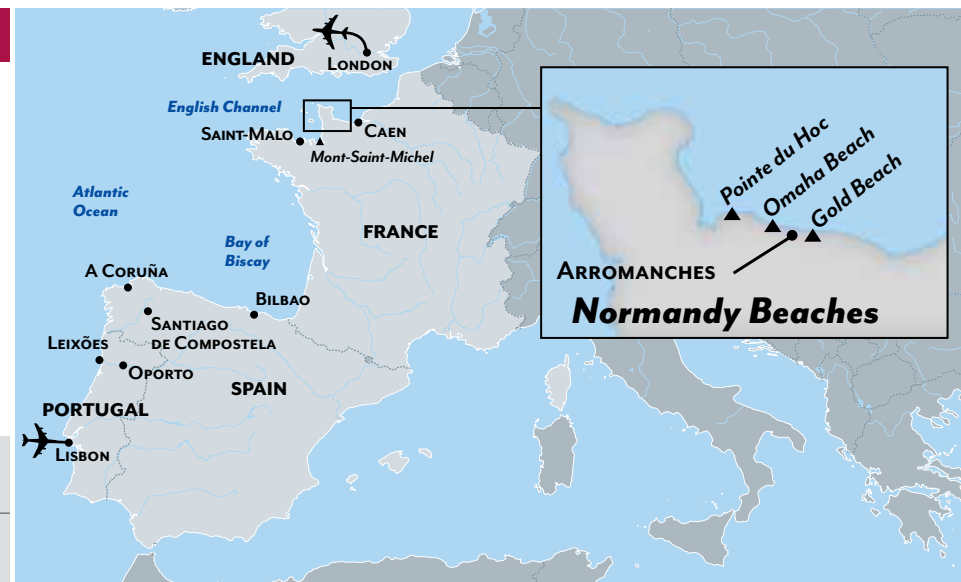 ENGLAND
LONDON
English Channel
SAINT-MALO
CAEN
Mont-Saint-Michel
Atlantic
Ocean
FRANCE
Bay of
Biscay
A CORUÑA
BILBAO
SANTIAGO
DE COMPOSTELA
LEIXÕES
OPORTO
SPAIN
PORTUGAL
LISBON
Pointe du Hoc
Omaha Beach
Gold Beach
ARROMANCHES
Normandy Beaches